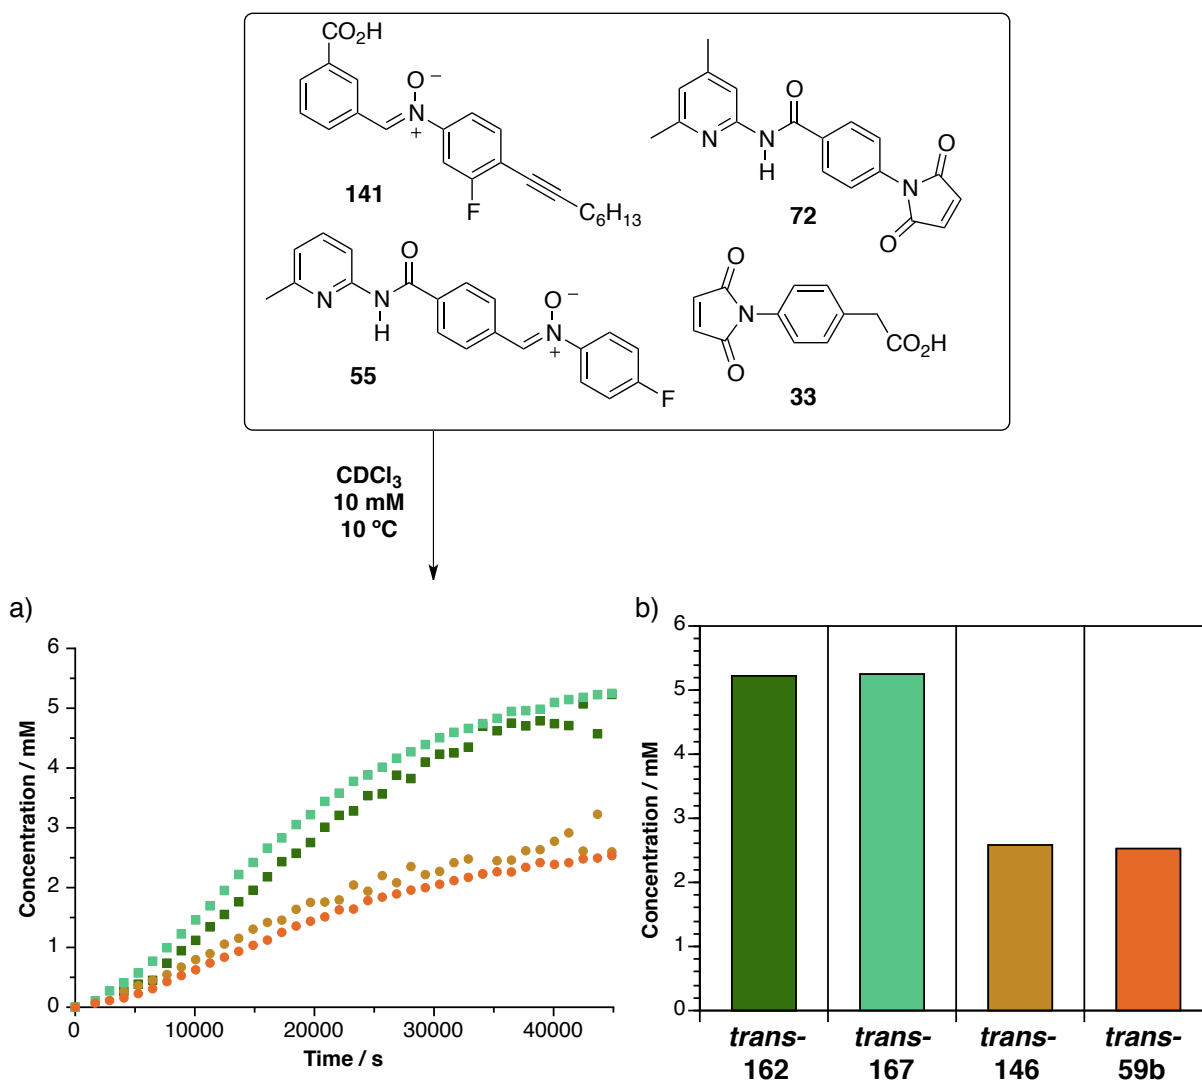 CO2H
O −
N
+
F
C6H13
141
N
N
H
O
N
O
O
72
N
N
H
O
O −
N
+
F
55
O
N
O
CO2H
33
CDCl3
10 mM
10 ºC
a)
6
5
4
3
2
1
0
Concentration / mM
0 10000 20000 30000 40000
Time / s
b)
6
5
4
3
2
1
0
Concentration / mM
trans- trans- trans- trans-
162 167 146 59b